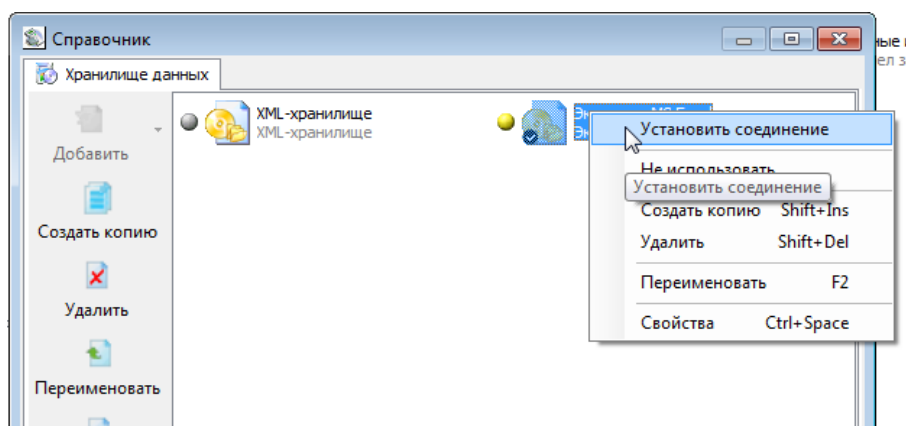 Справочник
Хранилище данных
Добавить
Создать копию
Удалить
Переименовать
XML-хранилище
XML-хранилище
Установить соединение
Не использовать
Установить соединение
Создать копию Shift+Ins
Удалить Shift+Del
Переименовать F2
Свойства Ctrl+Space